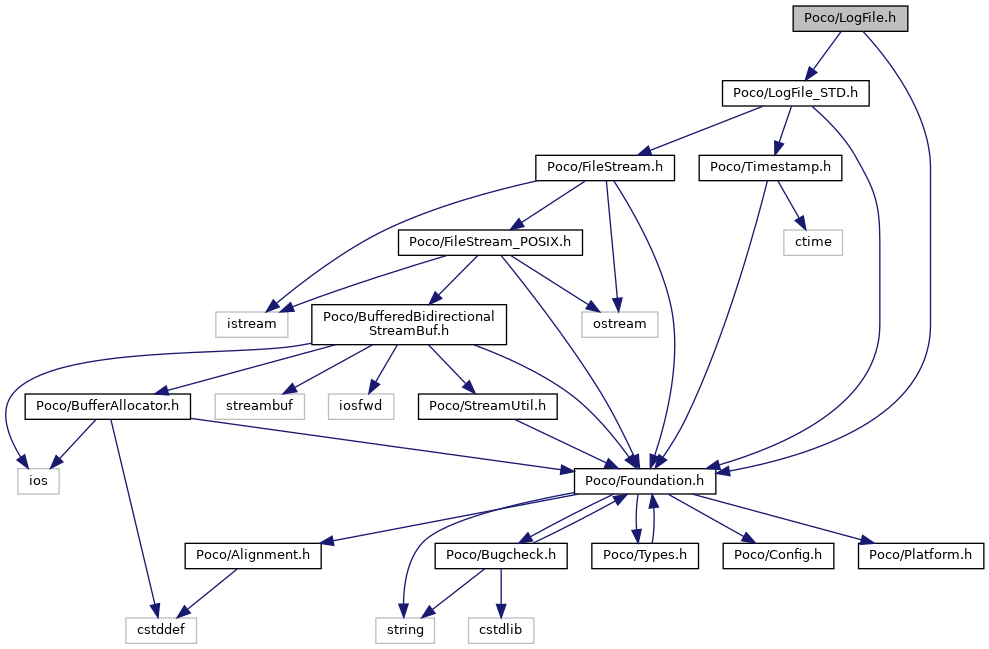 Poco/LogFile.h
Poco/LogFile_STD.h
Poco/FileStream.h
Poco/Timestamp.h
Poco/FileStream_POSIX.h
ctime
istream
Poco/BufferedBidirectional
StreamBuf.h
ostream
Poco/BufferAllocator.h
streambuf
iosfwd
Poco/StreamUtil.h
ios
Poco/Foundation.h
Poco/Alignment.h
Poco/Bugcheck.h
Poco/Types.h
Poco/Config.h
Poco/Platform.h
cstddef
string
cstdlib